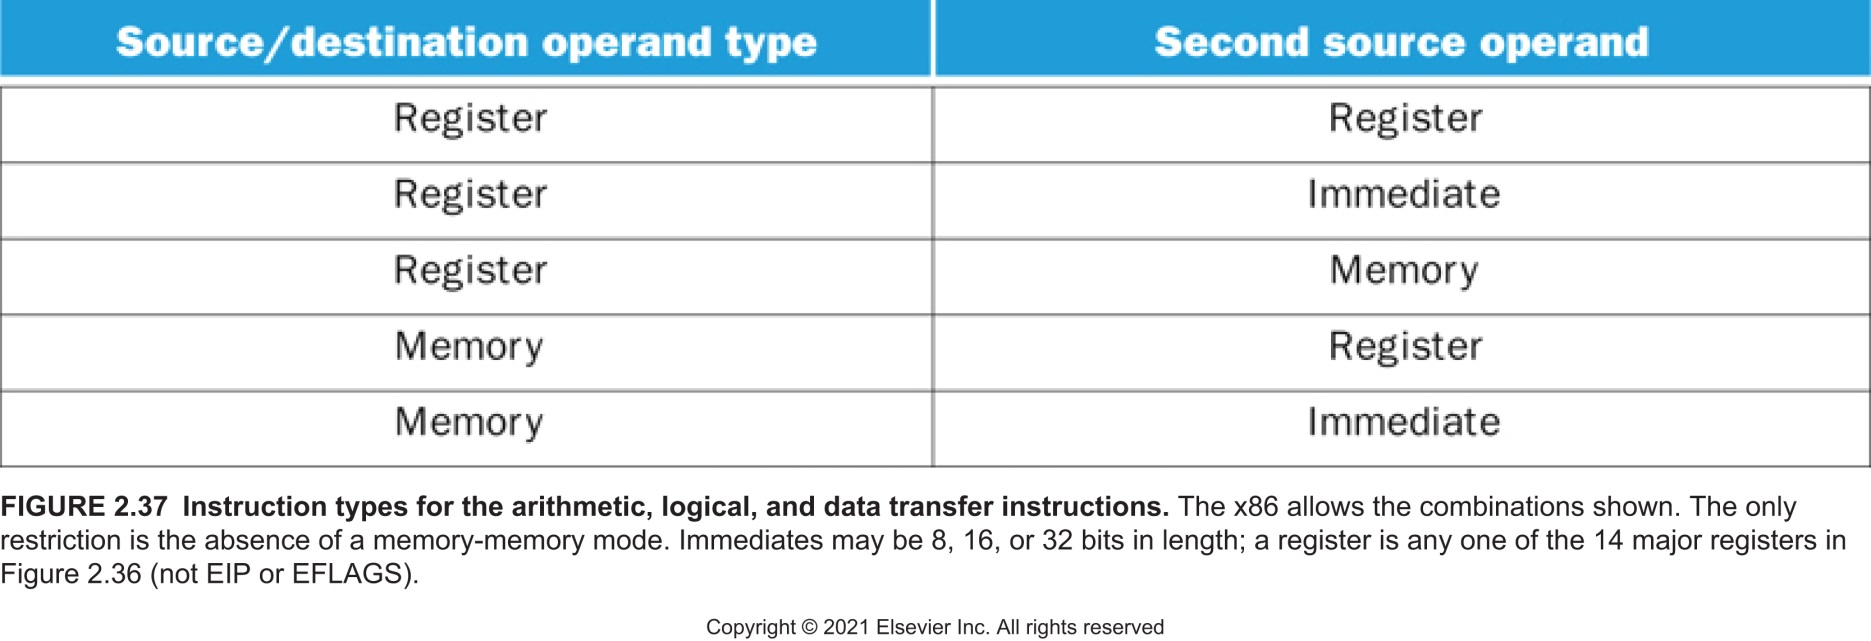 Source/destination operand type Second source operand
Register Register
Register Immediate
Register Memory
Memory Register
Memory Immediate
FIGURE 2.37 Instruction types for the arithmetic, logical, and data transfer instructions. The x86 allows the combinations shown. The only
restriction is the absence of a memory-memory mode. Immediates may be 8, 16, or 32 bits in length; a register is any one of the 14 major registers in
Figure 2.36 (not EIP or EFLAGS).
Copyright © 2021 Elsevier Inc. All rights reserved